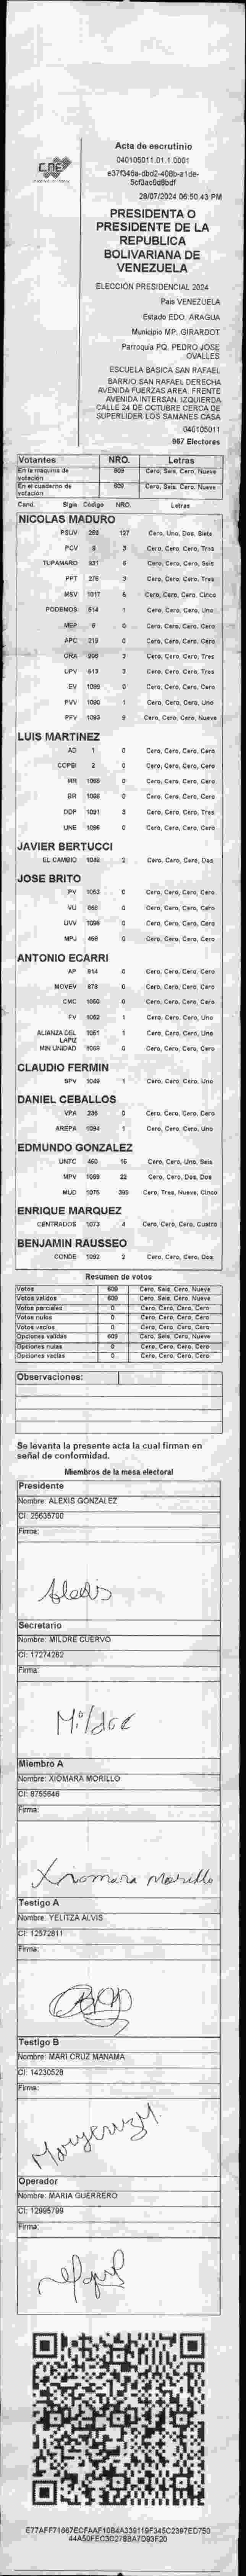 CNE
Acta de escrutinio
040105011.01.1.0001
e37f346a-dbd2-408b-a1de-
5cf3ac0d8bdf
28/07/2024 06:50:43 PM
PRESIDENTA O
PRESIDENTE DE LA
REPUBLICA
BOLIVARIANA DE
VENEZUELA
ELECCIÓN PRESIDENCIAL 2024
País VENEZUELA
Estado EDO. ARAGUA
Municipio MP. GIRARDOT
Parroquia PQ. PEDRO JOSE
OVALLES
ESCUELA BASICA SAN RAFAEL
BARRIO SAN RAFAEL DERECHA
AVENIDA FUERZAS AREA. FRENTE
AVENIDA INTERSAN. IZQUIERDA
CALLE 24 DE OCTUBRE CERCA DE
SUPERLIDER LOS SAMANES CASA
040105011
967 Electores
Votantes NRO. Letras
En la maquina de votación 609 Cero, Seis, Cero, Nueve
En el cuaderno de votación 609 Cero, Seis, Cero, Nueve
Cand. Sigla Código NRO. Letras
NICOLAS MADURO
PSUV 269 127 Cero, Uno, Dos, Siete
PCV 9 3 Cero, Cero, Cero, Tres
TUPAMARO 931 6 Cero, Cero, Cero, Seis
PPT 276 3 Cero, Cero, Cero, Tres
MSV 1017 Cero, Cero, Cero, Cinco
PODEMOS 514 1 Cero, Cero, Cero, Uno
MEP 6 0 Cero, Cero, Cero, Cero
APC 219 0 Cero, Cero, Cero, Cero
ORA 906 3 Cero, Cero, Cero, Tres
UPV 613 3 Cero, Cero, Cero, Tres
EV 1089 0 Cero, Cero, Cero, Cero
PVV 1090 1 Cero, Cero, Cero, Uno
PFV 1093 9 Cero, Cero, Cero, Nueve
LUIS MARTINEZ
AD 1 0 Cero, Cero, Cero, Cero
COPEI 2 0 Cero, Cero, Cero, Cero
MR 0 Cero, Cero, Cero, Cero
BR 0 Cero, Cero, Cero, Cero
DDP 1091 3 Cero, Cero, Cero, Tres
UNE 1096 0 Cero, Cero, Cero, Cero
JAVIER BERTUCCI
EL CAMBIO 1048 2 Cero, Cero, Cero, Dos
JOSE BRITO
PV 1053 0 Cero, Cero, Cero, Cero
VU 868 0 Cero, Cero, Cero, Cero
UVV 0 Cero, Cero, Cero, Cero
MPJ 468 0 Cero, Cero, Cero, Cero
ANTONIO ECARRI
AP 914 0 Cero, Cero, Cero, Cero
MOVEV 878 0 Cero, Cero, Cero, Cero
CMC 1050 0 Cero, Cero, Cero, Cero
FV 1062 1 Cero, Cero, Cero, Uno
ALIANZA DEL LAPIZ 1061 1 Cero, Cero, Cero, Uno
MIN UNIDAD 0 Cero, Cero, Cero, Cero
CLAUDIO FERMIN
SPV 1049 1 Cero, Cero, Cero, Uno
DANIEL CEBALLOS
VPA 236 0 Cero, Cero, Cero, Cero
AREPA 1094 1 Cero, Cero, Cero, Uno
EDMUNDO GONZALEZ
UNTC 460 16 Cero, Cero, Uno, Seis
MPV 1059 22 Cero, Cero, Dos, Dos
MUD 1075 395 Cero, Tres, Nueve, Cinco
ENRIQUE MARQUEZ
CENTRADOS 1073 4 Cero, Cero, Cero, Cuatro
BENJAMIN RAUSSEO
CONDE 1092 2 Cero, Cero, Cero, Dos
Resumen de votos
Votos 609 Cero, Seis, Cero, Nueve
Votos validos 609 Cero, Seis, Cero, Nueve
Votos parciales 0 Cero, Cero, Cero, Cero
Votos nulos 0 Cero, Cero, Cero, Cero
Votos vacios 0 Cero, Cero, Cero, Cero
Opciones validas 609 Cero, Seis, Cero, Nueve
Opciones nulas 0 Cero, Cero, Cero, Cero
Opciones vacias 0 Cero, Cero, Cero, Cero
Observaciones:
Se levanta la presente acta la cual firman en
señal de conformidad.
Miembros de la mesa electoral
Presidente
Nombre: ALEXIS GONZALEZ
CI: 25635700
Firma:
Alexis
Secretario
Nombre: MILDRE CUERVO
CI: 17274262
Firma:
Mildre
Miembro A
Nombre: XIOMARA MORILLO
CI: 8755646
Firma:
Xiomara Morillo
Testigo A
Nombre: YELITZA ALVIS
CI: 12572811
Firma:
Testigo B
Nombre: MARI CRUZ MANAMA
CI: 14230528
Firma:
Marycruz M.
Operador
Nombre: MARIA GUERRERO
CI: 12995799
Firma:
E77AFF71667ECFAAF10B4A339119F345C2397ED750
44A50FEC3C278BA7D93F20